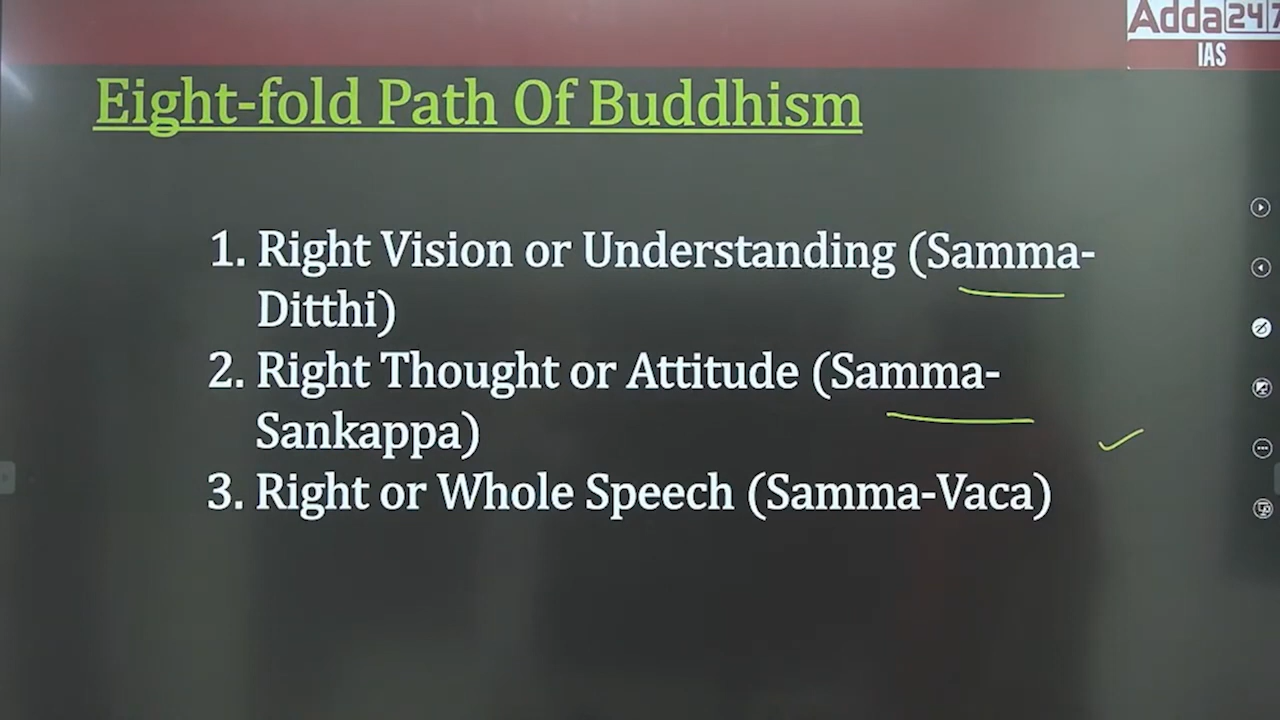 Adda247
IAS
Eight-fold Path Of Buddhism
1. Right Vision or Understanding (Samma-
Ditthi)
2. Right Thought or Attitude (Samma-
Sankappa)
3. Right or Whole Speech (Samma-Vaca)